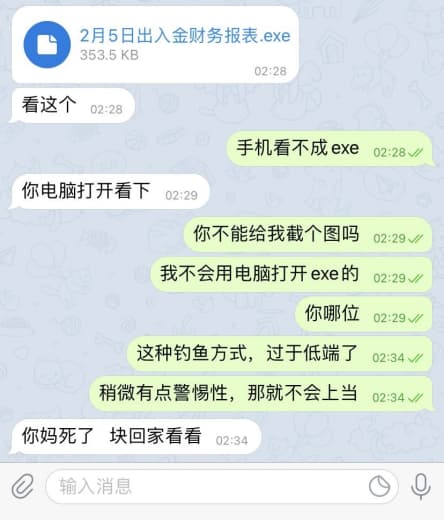 2月5日出入金财务报表.exe
353.5 KB
02:28
看这个 02:28
手机看不成exe 02:28
你电脑打开看下 02:29
你不能给我截个图吗 02:29
我不会用电脑打开exe的 02:29
你哪位 02:29
这种钓鱼方式，过于低端了 02:34
稍微有点警惕性，那就不会上当 02:34
你妈死了 块回家看看 02:34
输入消息